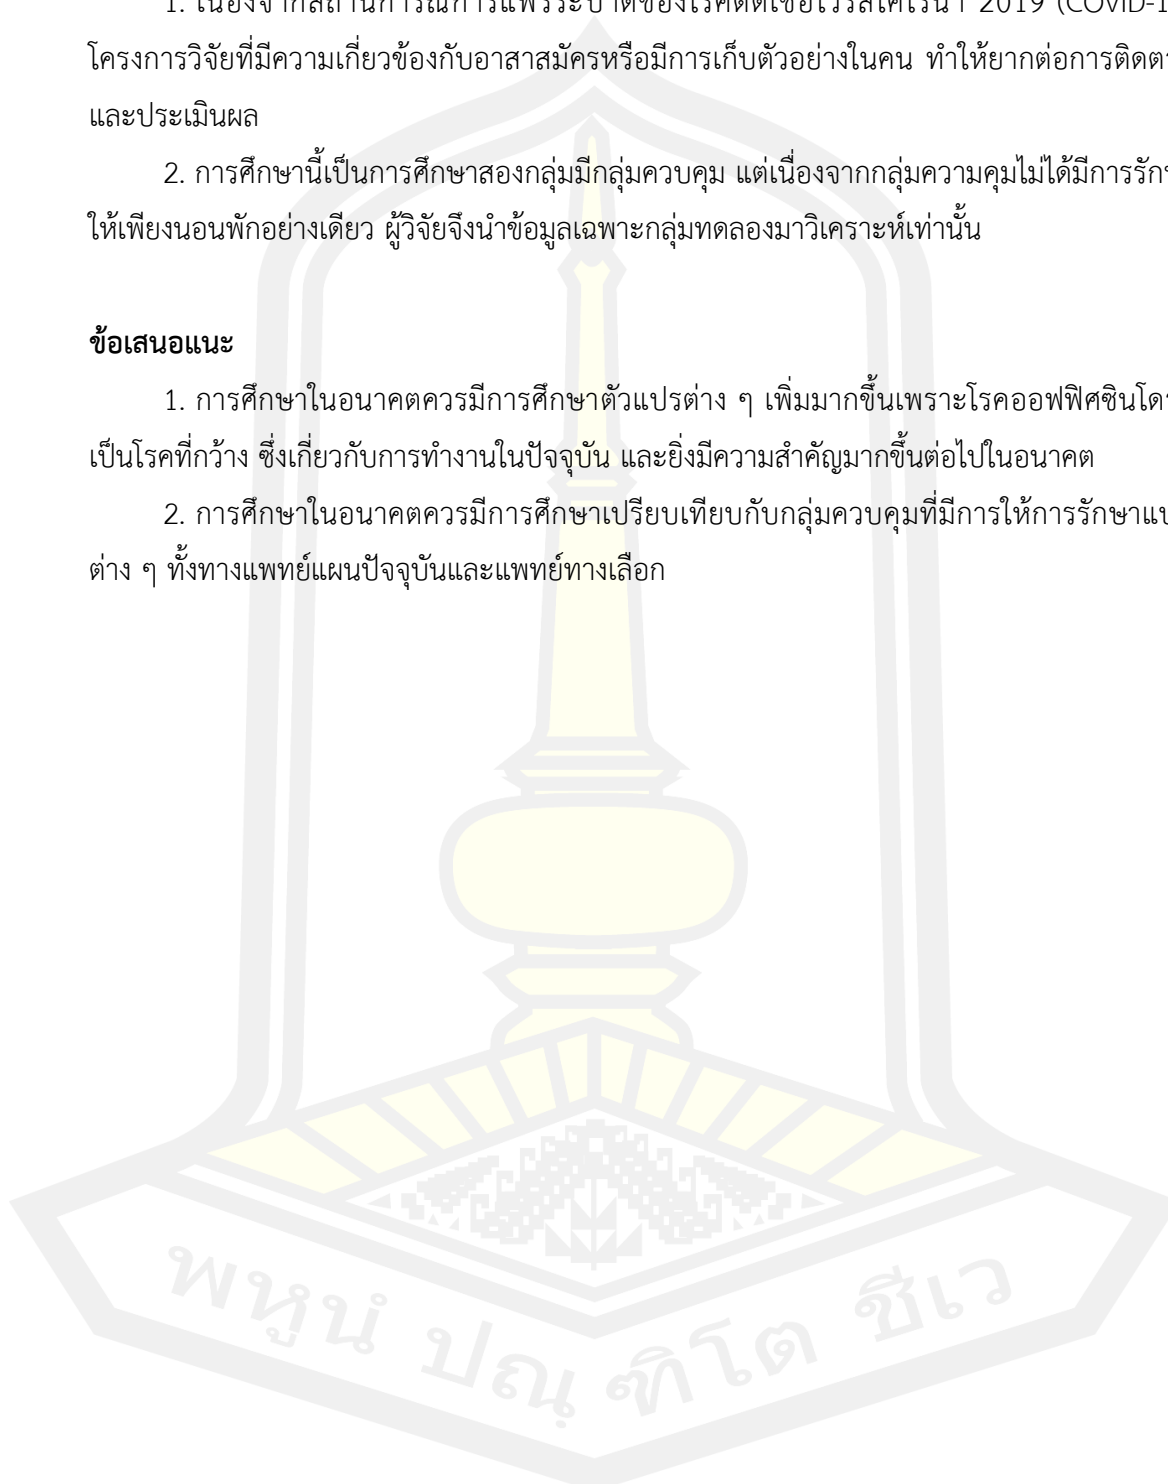 1. เนื่องจากสถานการณ์การแพร่ระบาดของโรคติดเชื้อไวรัสโคโรนา 2019 (COVID-1
โครงการวิจัยที่มีความเกี่ยวข้องกับอาสาสมัครหรือมีการเก็บตัวอย่างในคน ทำให้ยากต่อการติดตา
และประเมินผล
2. การศึกษานี้เป็นการศึกษาสองกลุ่มมีกลุ่มควบคุม แต่เนื่องจากกลุ่มความคุมไม่ได้มีการรัก
ให้เพียงนอนพักอย่างเดียว ผู้วิจัยจึงนำข้อมูลเฉพาะกลุ่มทดลองมาวิเคราะห์เท่านั้น
ข้อเสนอแนะ
1. การศึกษาในอนาคตควรมีการศึกษาตัวแปรต่าง ๆ เพิ่มมากขึ้นเพราะโรคออฟฟิศซินโดร
เป็นโรคที่กว้าง ซึ่งเกี่ยวกับการทำงานในปัจจุบัน และยิ่งมีความสำคัญมากขึ้นต่อไปในอนาคต
2. การศึกษาในอนาคตควรมีการศึกษาเปรียบเทียบกับกลุ่มควบคุมที่มีการให้การรักษาแบ
ต่าง ๆ ทั้งทางแพทย์แผนปัจจุบันและแพทย์ทางเลือก
พหูนํ ปณฺฑิโต ชีเว